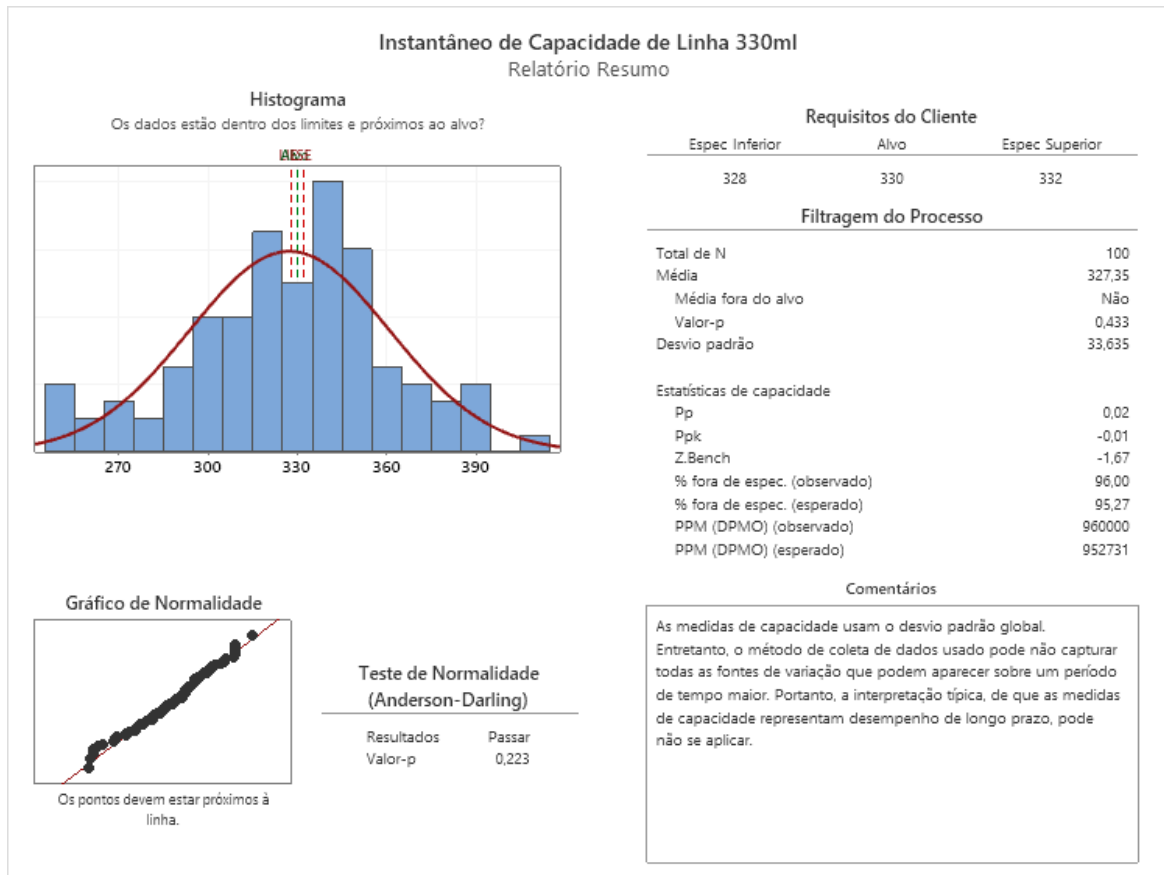 Instantâneo de Capacidade de Linha 330ml
Relatório Resumo
Histograma
Os dados estão dentro dos limites e próximos ao alvo?
270 300 330 360 390
Gráfico de Normalidade
Os pontos devem estar próximos à
linha.
Teste de Normalidade
(Anderson-Darling)
Resultados Passar
Valor-p 0,223
Requisitos do Cliente
Espec Inferior Alvo Espec Superior
328 330 332
Filtragem do Processo
Total de N 100
Média 327,35
Média fora do alvo Não
Valor-p 0,433
Desvio padrão 33,635
Estatísticas de capacidade
Pp 0,02
Ppk -0,01
Z.Bench -1,67
% fora de espec. (observado) 96,00
% fora de espec. (esperado) 95,27
PPM (DPMO) (observado) 960000
PPM (DPMO) (esperado) 952731
Comentários
As medidas de capacidade usam o desvio padrão global.
Entretanto, o método de coleta de dados usado pode não capturar
todas as fontes de variação que podem aparecer sobre um período
de tempo maior. Portanto, a interpretação típica, de que as medidas
de capacidade representam desempenho de longo prazo, pode
não se aplicar.